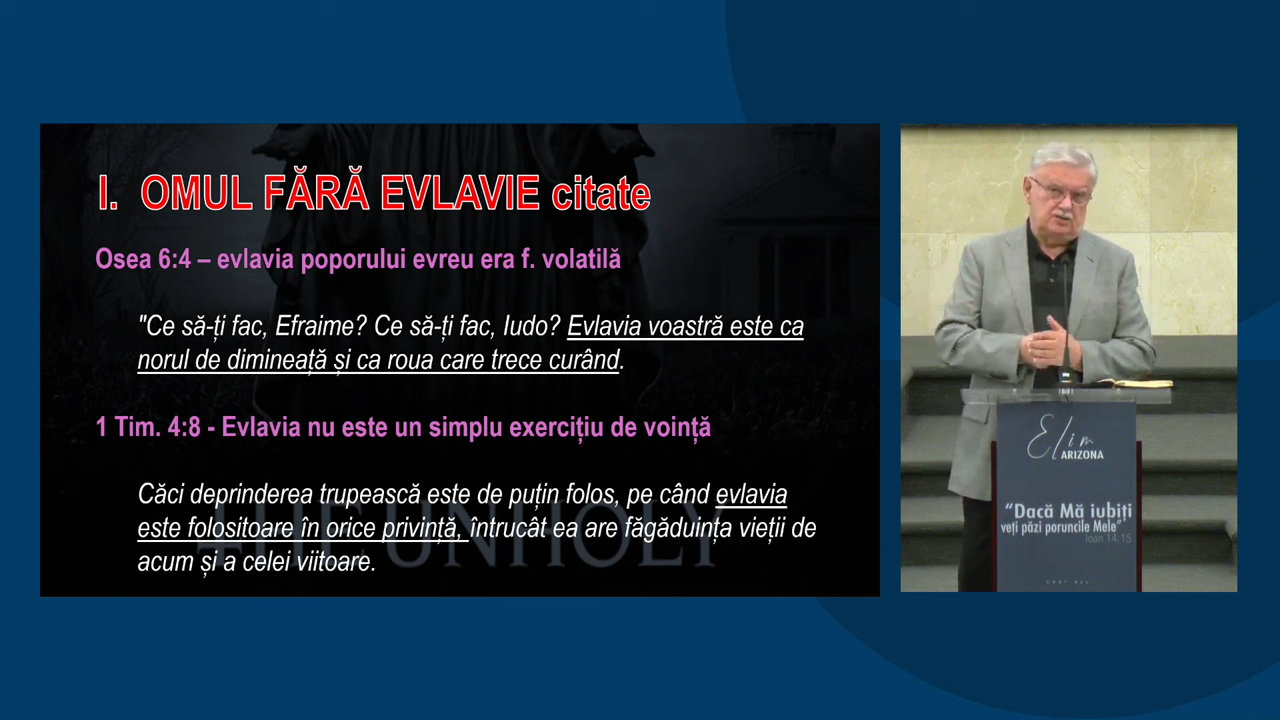 I. OMUL FĂRĂ EVLAVIE citate
Osea 6:4 – evlavia poporului evreu era f. volatilă
"Ce să-ți fac, Efraime? Ce să-ți fac, Iudo? Evlavia voastră este ca
norul de dimineață și ca roua care trece curând.
1 Tim. 4:8 - Evlavia nu este un simplu exercițiu de voință
Căci deprinderea trupească este de puțin folos, pe când evlavia
este folositoare în orice privință, întrucât ea are făgăduința vieții de
acum și a celei viitoare.
UNHOLY
Elim
ARIZONA
“Dacă Mă iubiți
veți păzi poruncile Mele”
Ioan 14:15